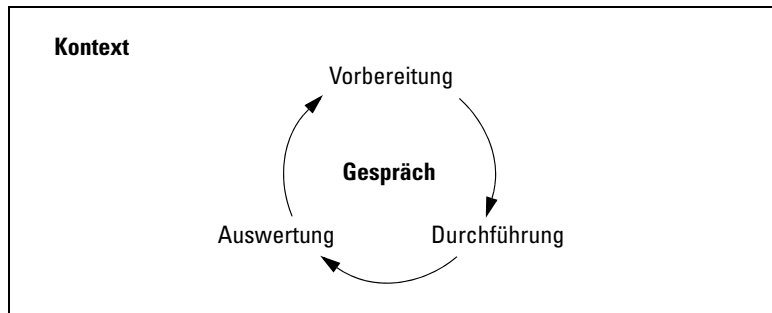 Kontext
Vorbereitung
Gespräch
Auswertung
Durchführung